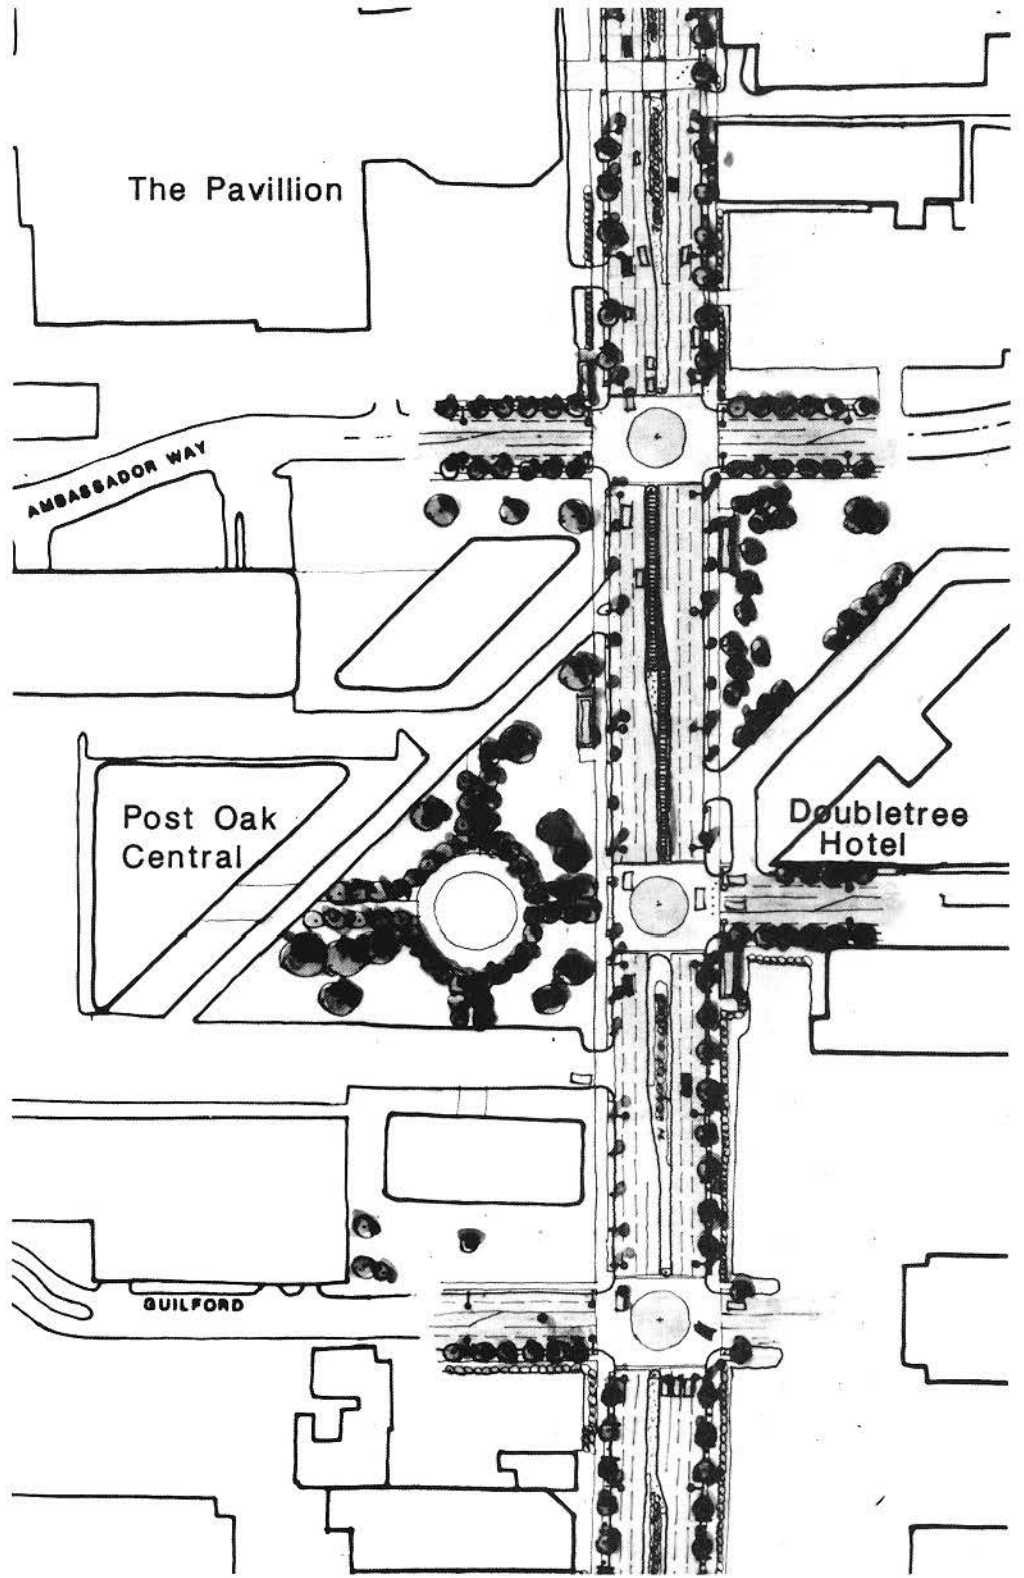 The Pavillion
AMBASSADOR WAY
Post Oak
Central
Doubletree
Hotel
GUILFORD